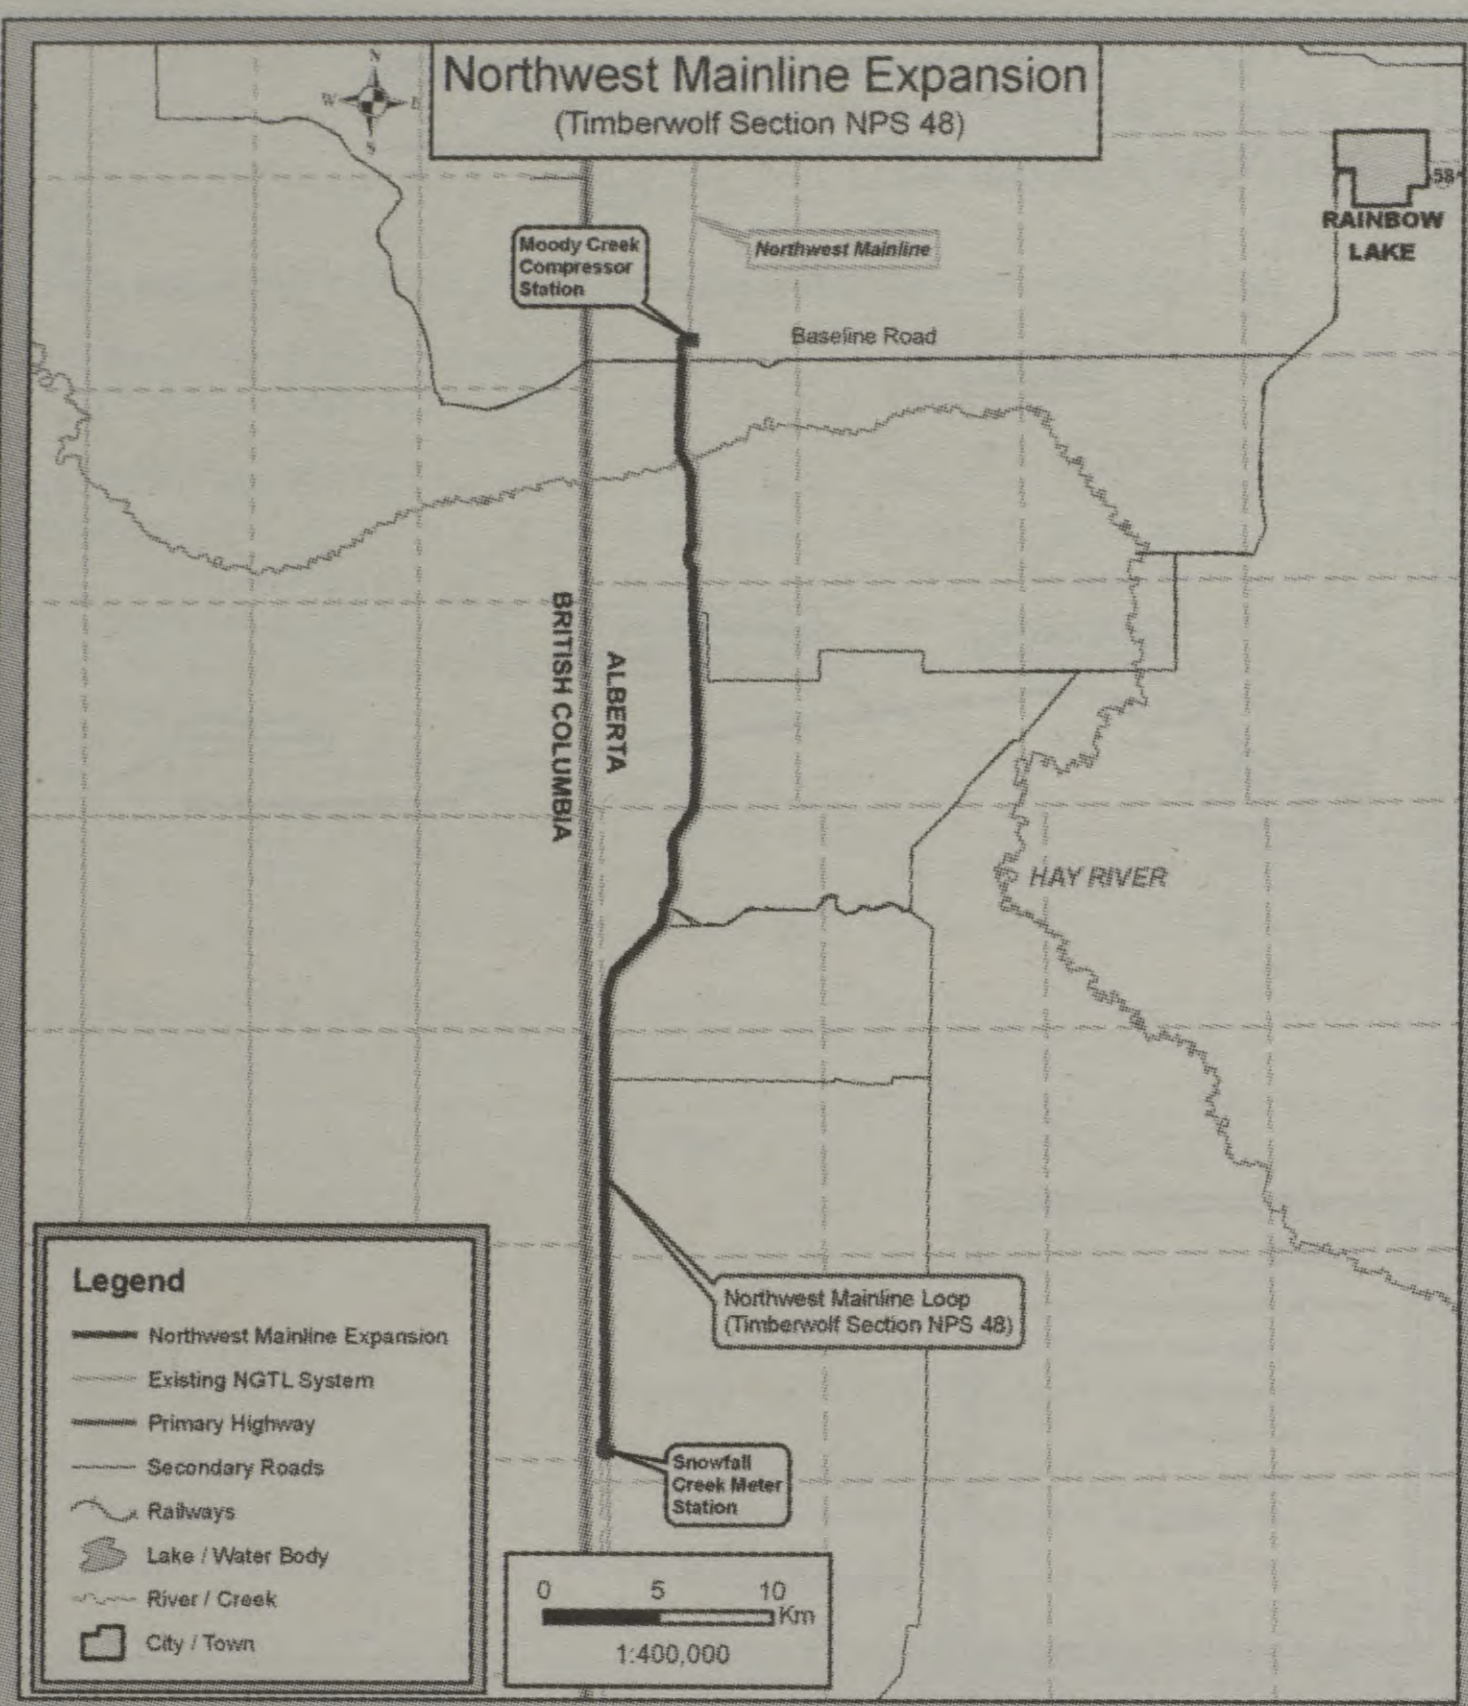 Northwest Mainline Expansion
(Timberwolf Section NPS 48)
N
W
E
S
58
RAINBOW
LAKE
Moody Creek
Compressor
Station
Northwest Mainline
Baseline Road
BRITISH COLUMBIA
ALBERTA
HAY RIVER
Northwest Mainline Loop
(Timberwolf Section NPS 48)
Snowfall
Creek Meter
Station
Legend
Northwest Mainline Expansion
Existing NGTL System
Primary Highway
Secondary Roads
Railways
Lake / Water Body
River / Creek
City / Town
0 5 10
Km
1:400,000